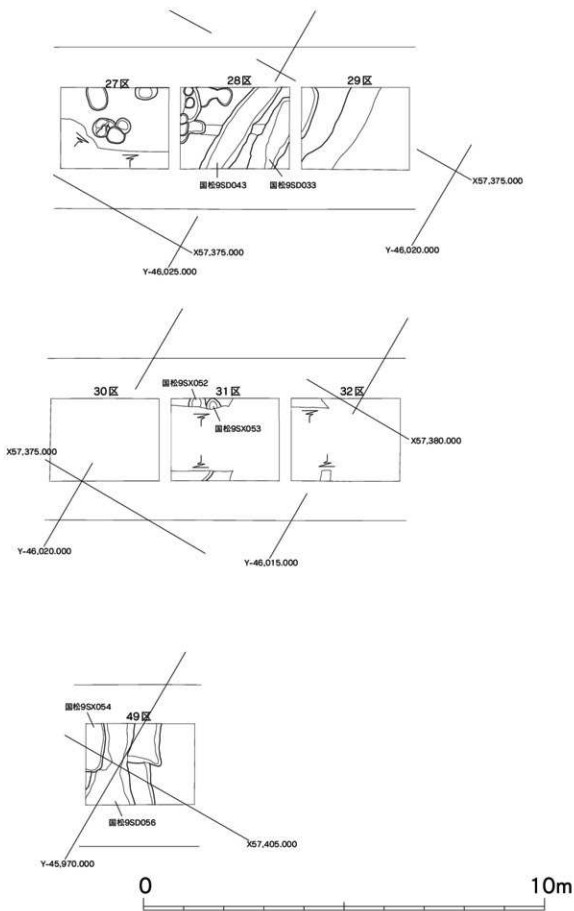 27区
28区
29区
国松9SD043
国松9SD033
X57,375.000
X57,375.000
Y-46,020.000
Y-46,025.000
30区
国松9SX052
31区
32区
国松9SX053
X57,380.000
X57,375.000
Y-46,020.000
Y-46,015.000
国松9SX054
49区
国松9SD056
X57,405.000
Y-45,970.000
0
10m